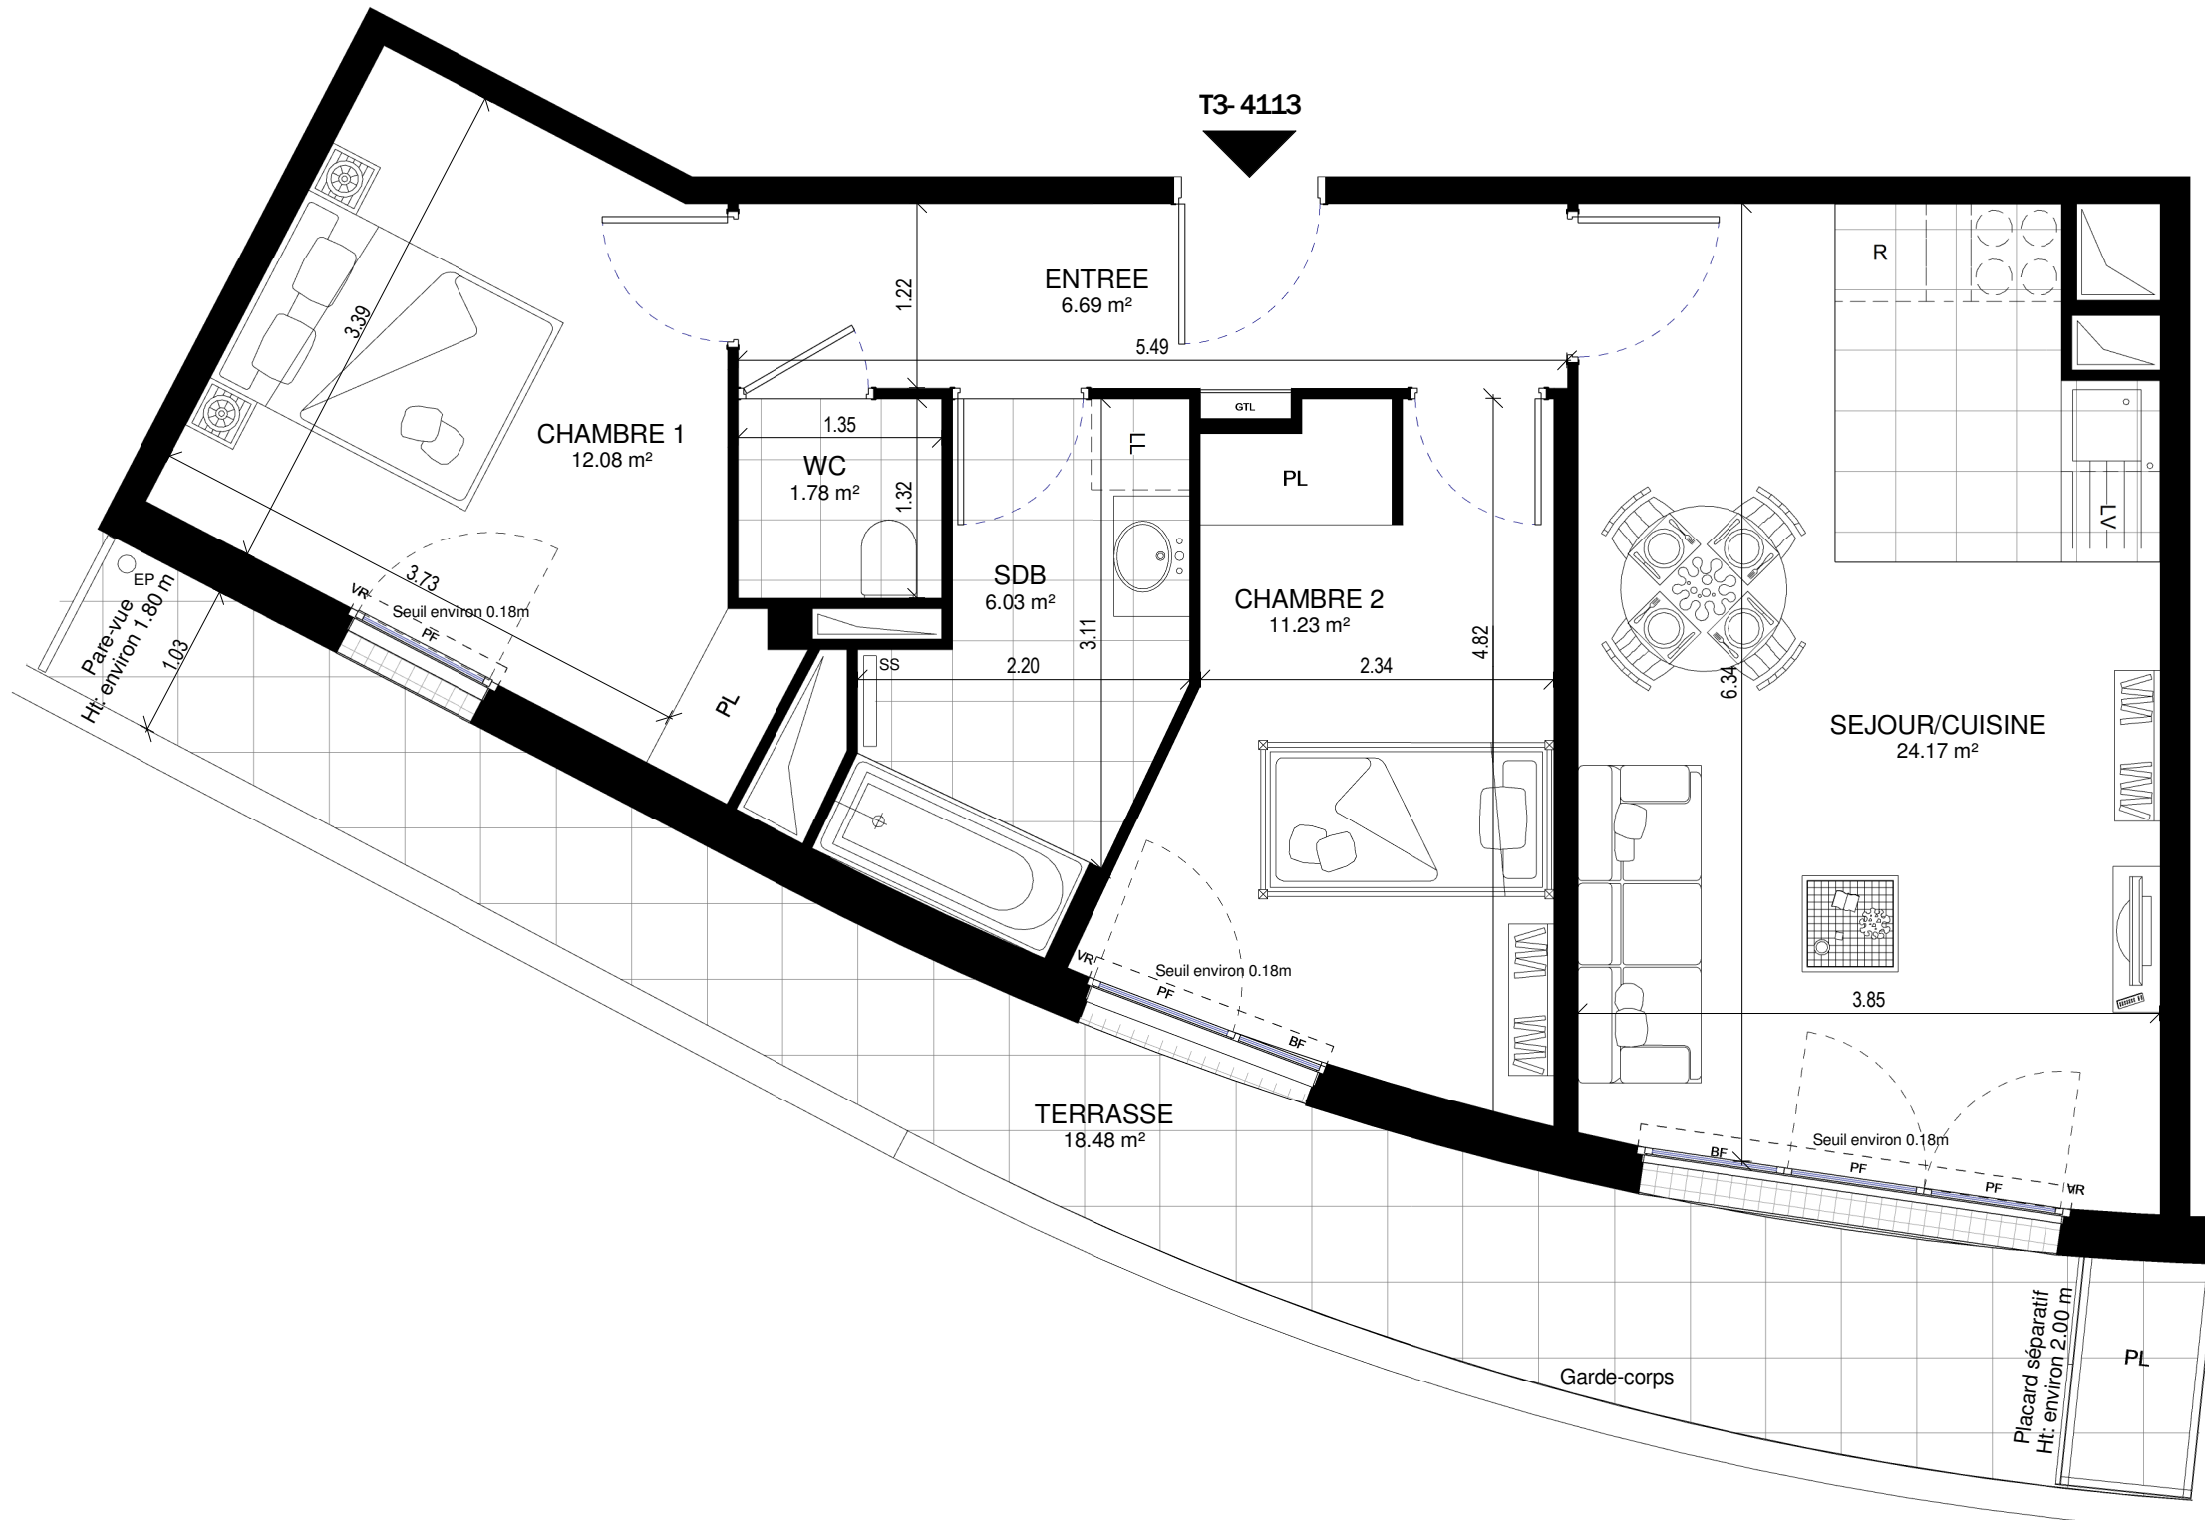 T3- 4113
ENTREE
6.69 m²
1.22
5.49
R
3.39
CHAMBRE 1
12.08 m²
1.35
WC
1.78 m²
1.32
LL
GTL
PL
LV
SDB
6.03 m²
CHAMBRE 2
11.23 m²
3.11
4.82
6.34
EP
Pare-vue
Ht: environ 1.80 m
1.03
VR
3.73
Seuil environ 0.18m
PF
PL
SS
2.20
2.34
SEJOUR/CUISINE
24.17 m²
VR
Seuil environ 0.18m
PF
BF
3.85
TERRASSE
18.48 m²
Seuil environ 0.18m
BF
PF
PF
VR
Garde-corps
Placard séparatif
Ht: environ 2.00 m
PL